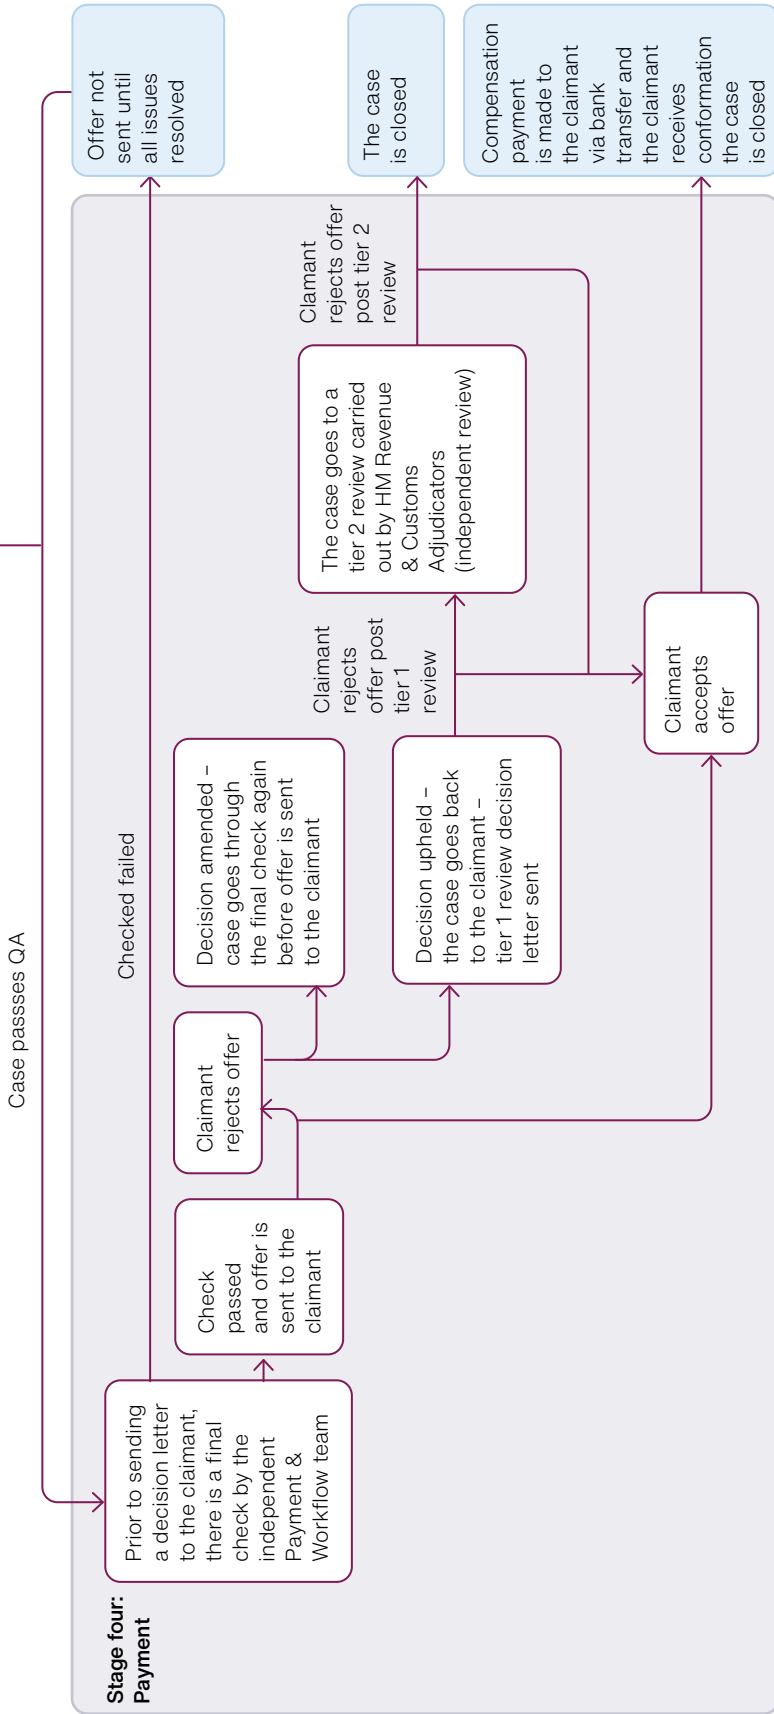 Case passses QA
Stage four:
Payment
Prior to sending
a decision letter
to the claimant,
there is a final
check by the
independent
Payment &
Workflow team
Checked failed
Offer not
sent until
all issues
resolved
Check
passed
and offer is
sent to the
claimant
Claimant
rejects offer
Decision amended –
case goes through
the final check again
before offer is sent
to the claimant
Decision upheld –
the case goes back
to the claimant –
tier 1 review decision
letter sent
Claimant
rejects
offer post
tier 1
review
The case goes to a
tier 2 review carried
out by HM Revenue
& Customs
Adjudicators
(independent review)
Clamant
rejects offer
post tier 2
review
The case
is closed
Claimant
accepts
offer
Compensation
payment
is made to
the claimant
via bank
transfer and
the claimant
receives
conformation
the case
is closed